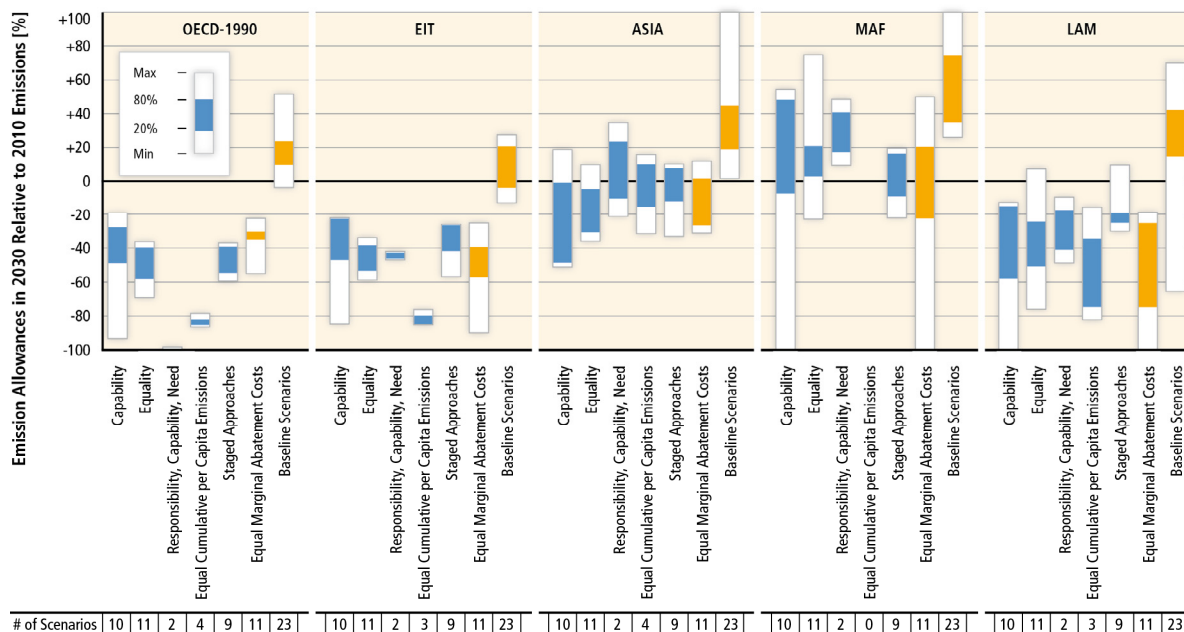 Emission Allowances in 2030 Relative to 2010 Emissions [%]
+100
+80
+60
+40
+20
0
-20
-40
-60
-80
-100
OECD-1990
EIT
ASIA
MAF
LAM
Max
80%
20%
Min
Capability
Equality
Responsibility, Capability, Need
Equal Cumulative per Capita Emissions
Staged Approaches
Equal Marginal Abatement Costs
Baseline Scenarios
Capability
Equality
Responsibility, Capability, Need
Equal Cumulative per Capita Emissions
Staged Approaches
Equal Marginal Abatement Costs
Baseline Scenarios
Capability
Equality
Responsibility, Capability, Need
Equal Cumulative per Capita Emissions
Staged Approaches
Equal Marginal Abatement Costs
Baseline Scenarios
Capability
Equality
Responsibility, Capability, Need
Equal Cumulative per Capita Emissions
Staged Approaches
Equal Marginal Abatement Costs
Baseline Scenarios
Capability
Equality
Responsibility, Capability, Need
Equal Cumulative per Capita Emissions
Staged Approaches
Equal Marginal Abatement Costs
Baseline Scenarios
# of Scenarios 10 11 2 4 9 11 23 10 11 2 3 9 11 23 10 11 2 4 9 11 23 10 11 2 0 9 11 23 10 11 2 3 9 11 23